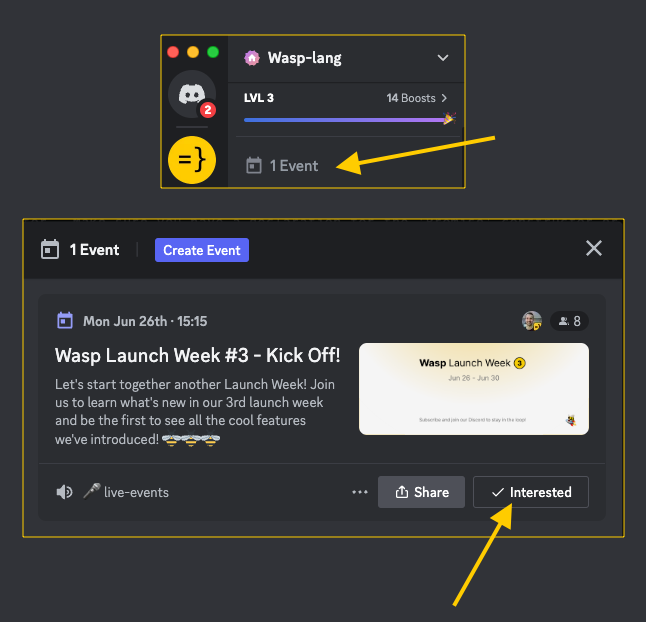 Wasp-lang
2
LVL 3
14 Boosts
=}
1 Event
1 Event
Create Event
Mon Jun 26th · 15:15
8
Wasp Launch Week #3 - Kick Off!
Let's start together another Launch Week! Join
us to learn what's new in our 3rd launch week
and be the first to see all the cool features
we've introduced!
Wasp Launch Week 3
Jun 26 - Jun 30
Subscribe and join our Discord to stay in the loop!
live-events
Share
Interested